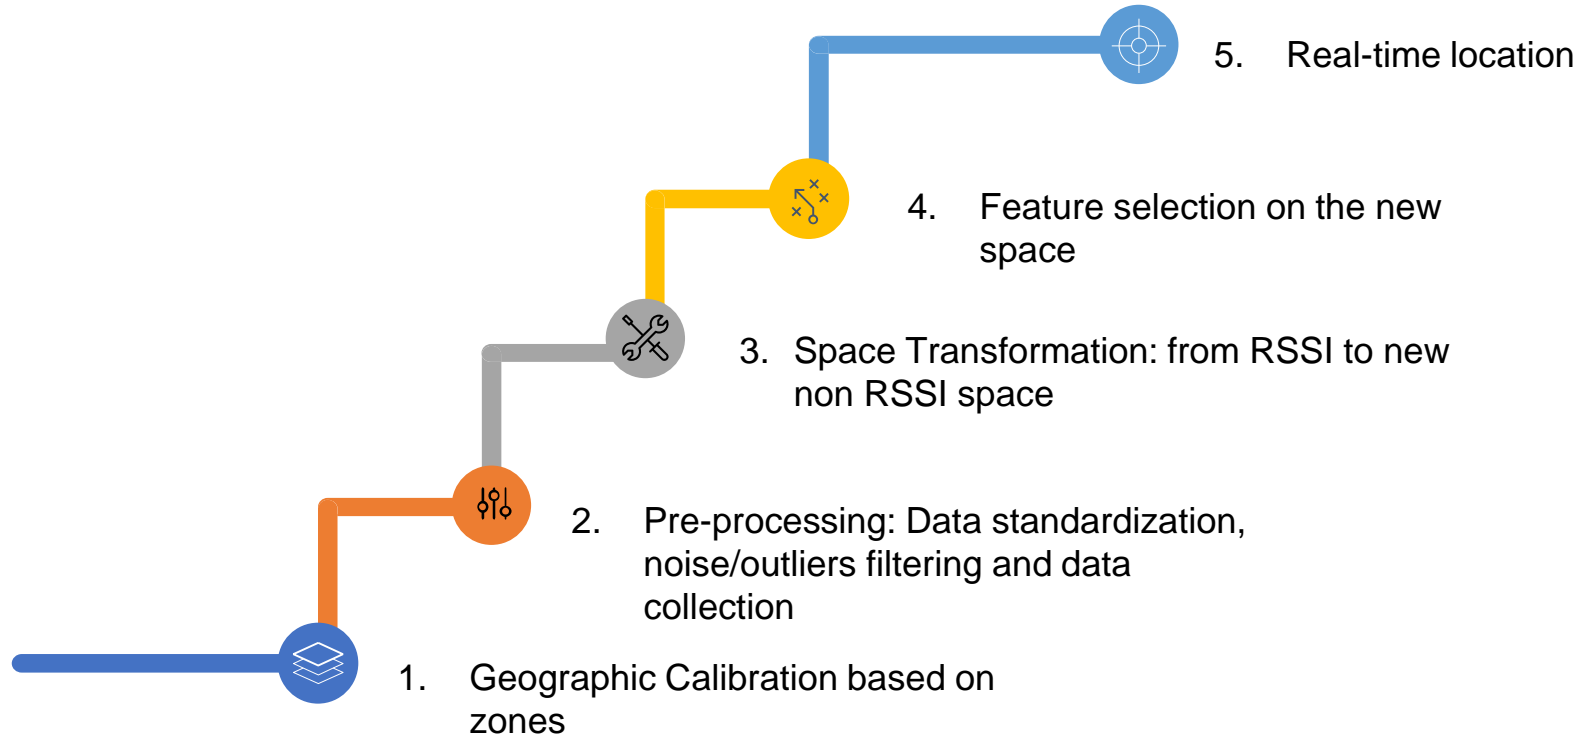 5. Real-time location
4. Feature selection on the new
space
3. Space Transformation: from RSSI to new
non RSSI space
2. Pre-processing: Data standardization,
noise/outliers filtering and data
collection
1. Geographic Calibration based on
zones